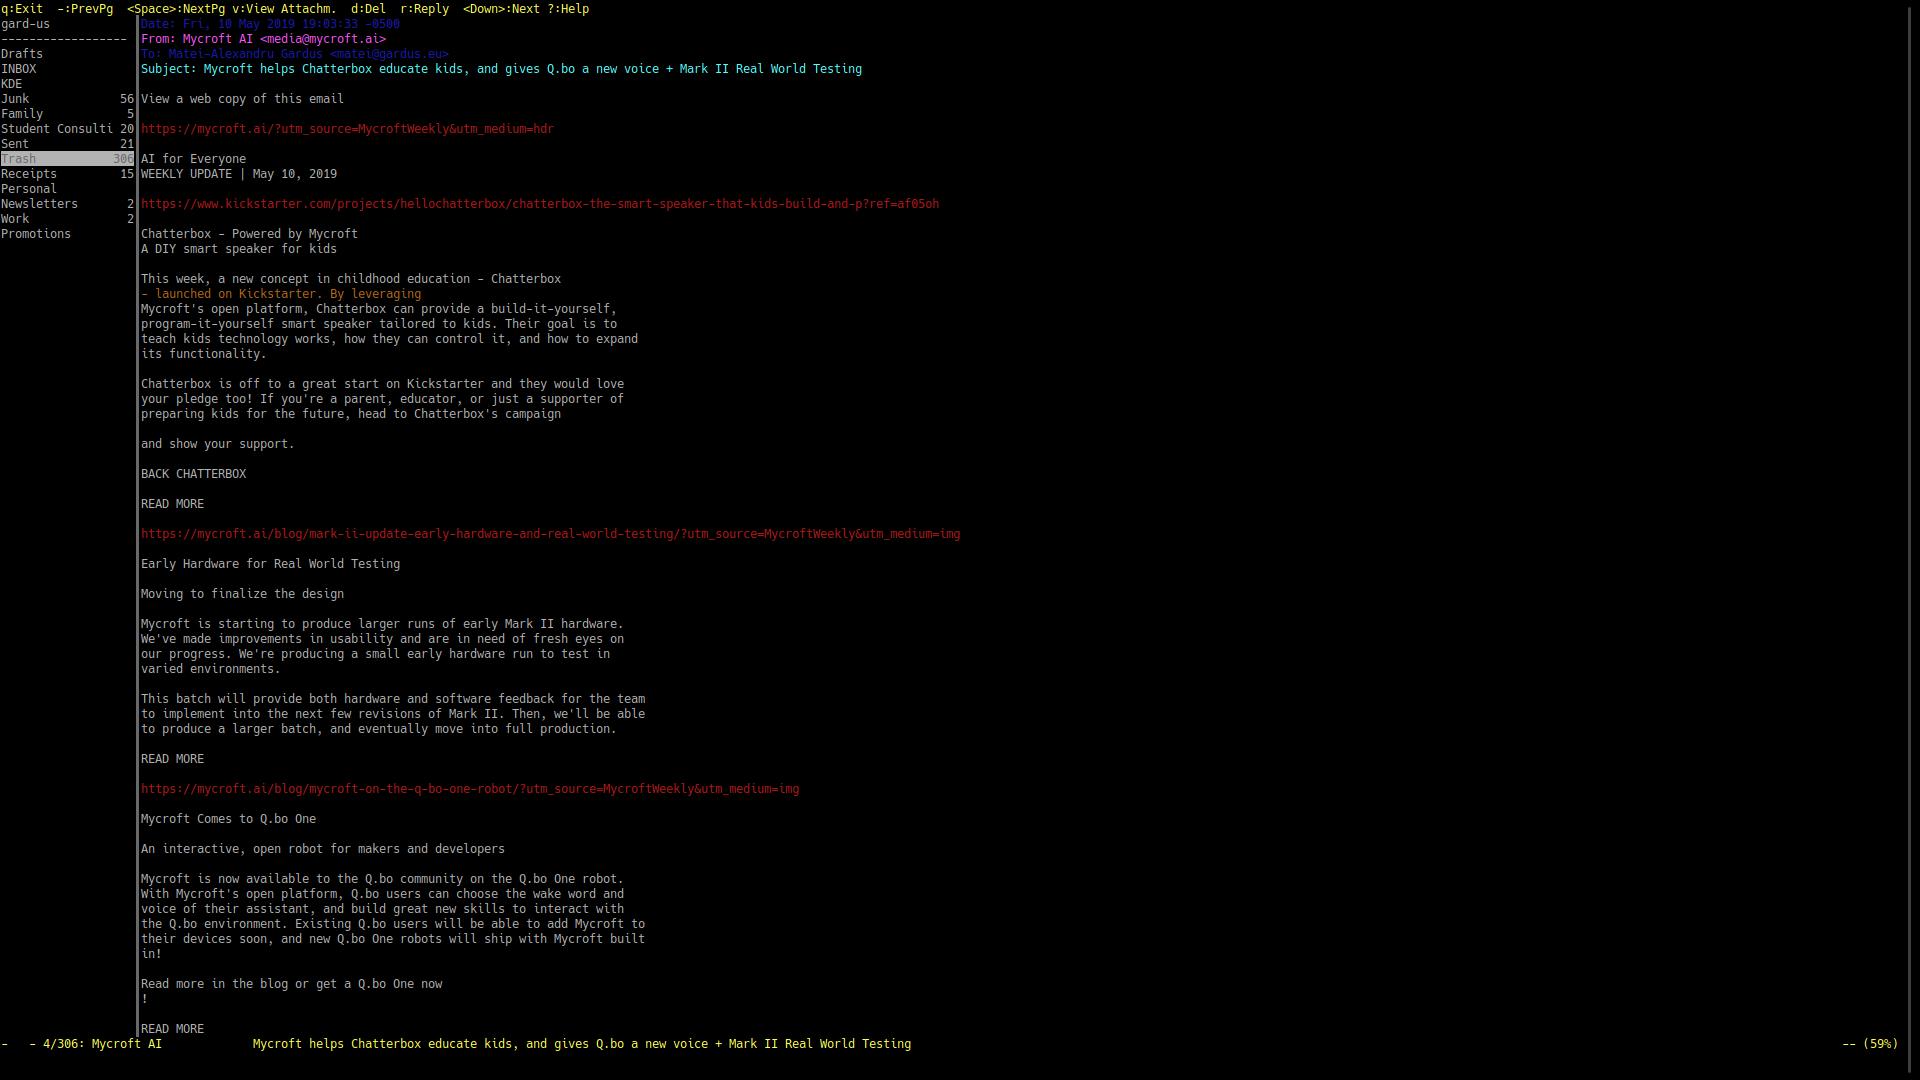 q:Exit  -:PrevPg  <Space>:NextPg v:View Attachm.  d:Del  r:Reply  <Down>:Next ?:Help
gard-us
------------------
Drafts
INBOX
KDE
Junk 56
Family 5
Student Consulti 20
Sent 21
Trash 306
Receipts 15
Personal
Newsletters 2
Work 2
Promotions
Date: Fri, 10 May 2019 19:03:33 -0500
From: Mycroft AI <media@mycroft.ai>
To: Matei-Alexandru Gardus <matei@gardus.eu>
Subject: Mycroft helps Chatterbox educate kids, and gives Q.bo a new voice + Mark II Real World Testing
View a web copy of this email
https://mycroft.ai/?utm_source=MycroftWeekly&utm_medium=hdr
AI for Everyone
WEEKLY UPDATE | May 10, 2019
https://www.kickstarter.com/projects/hellochatterbox/chatterbox-the-smart-speaker-that-kids-build-and-p?ref=af05oh
Chatterbox - Powered by Mycroft
A DIY smart speaker for kids
This week, a new concept in childhood education - Chatterbox
- launched on Kickstarter. By leveraging
Mycroft's open platform, Chatterbox can provide a build-it-yourself,
program-it-yourself smart speaker tailored to kids. Their goal is to
teach kids technology works, how they can control it, and how to expand
its functionality.
Chatterbox is off to a great start on Kickstarter and they would love
your pledge too! If you're a parent, educator, or just a supporter of
preparing kids for the future, head to Chatterbox's campaign
and show your support.
BACK CHATTERBOX
READ MORE
https://mycroft.ai/blog/mark-ii-update-early-hardware-and-real-world-testing/?utm_source=MycroftWeekly&utm_medium=img
Early Hardware for Real World Testing
Moving to finalize the design
Mycroft is starting to produce larger runs of early Mark II hardware.
We've made improvements in usability and are in need of fresh eyes on
our progress. We're producing a small early hardware run to test in
varied environments.
This batch will provide both hardware and software feedback for the team
to implement into the next few revisions of Mark II. Then, we'll be able
to produce a larger batch, and eventually move into full production.
READ MORE
https://mycroft.ai/blog/mycroft-on-the-q-bo-one-robot/?utm_source=MycroftWeekly&utm_medium=img
Mycroft Comes to Q.bo One
An interactive, open robot for makers and developers
Mycroft is now available to the Q.bo community on the Q.bo One robot.
With Mycroft's open platform, Q.bo users can choose the wake word and
voice of their assistant, and build great new skills to interact with
the Q.bo environment. Existing Q.bo users will be able to add Mycroft to
their devices soon, and new Q.bo One robots will ship with Mycroft built
in!
Read more in the blog or get a Q.bo One now
!
READ MORE
-   - 4/306: Mycroft AI             Mycroft helps Chatterbox educate kids, and gives Q.bo a new voice + Mark II Real World Testing -- (59%)